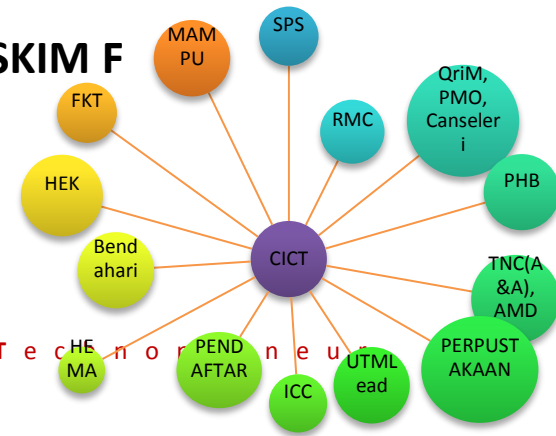 SKIM F
MAM
PU
SPS
FKT
RMC
QriM,
PMO,
Canseler
i
HEK
PHB
Bend
ahari
CICT
TNC(A
&A),
AMD
HE
MA
PEND
AFTAR
ICC
UTML
ead
PERPUST
AKAAN
T e c h n o p r e n e u r